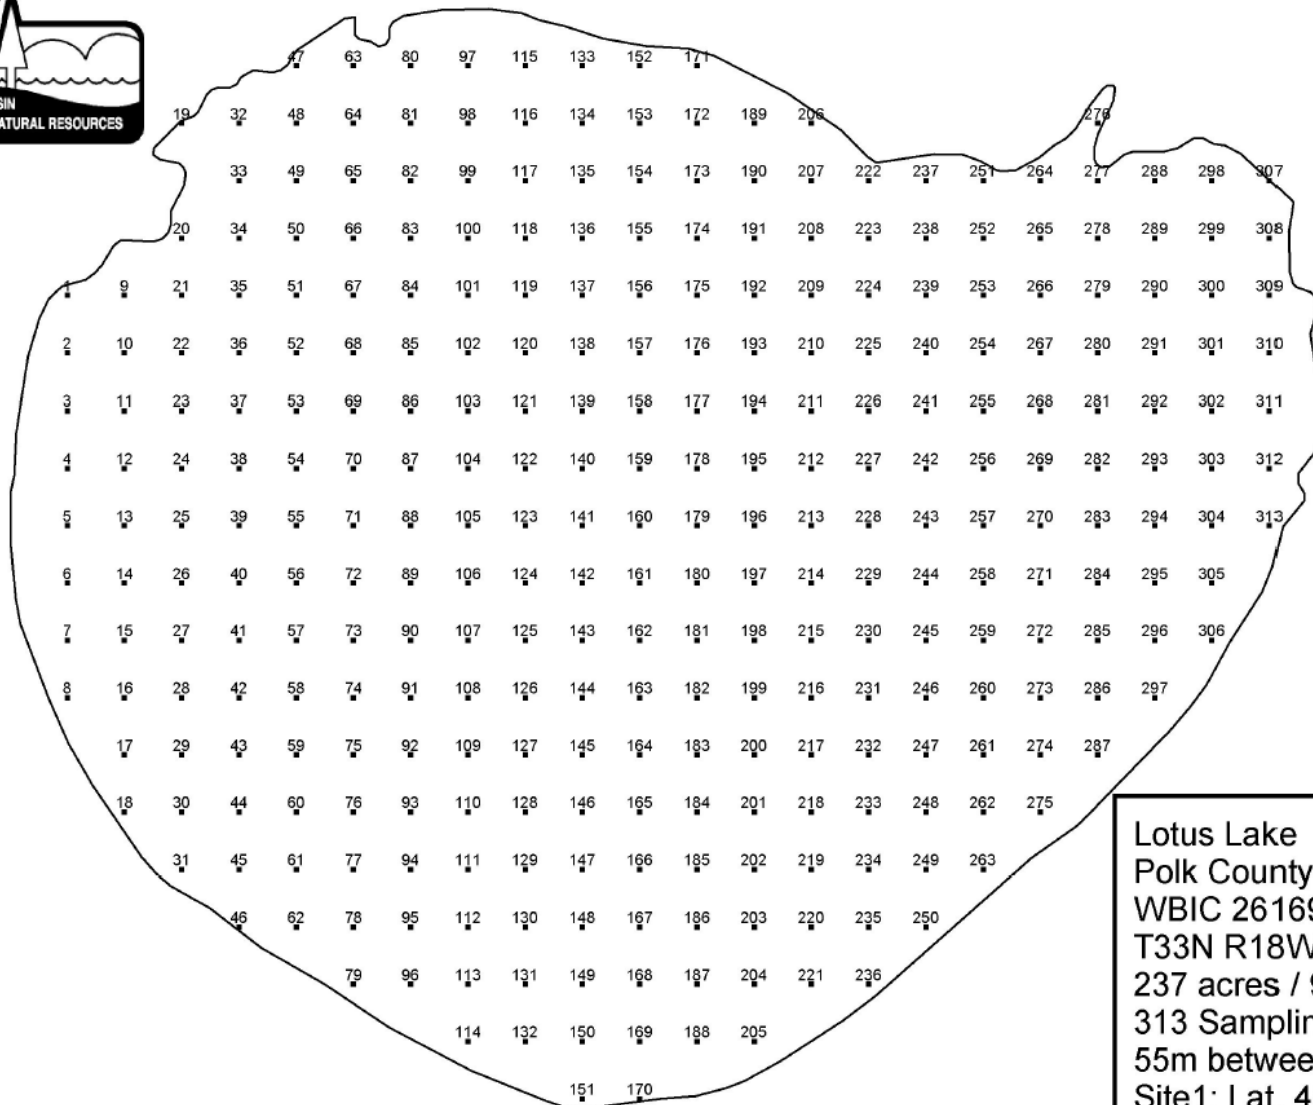 SIN
ATURAL RESOURCES
47 63 80 97 115 133 152 171
19 32 48 64 81 98 116 134 153 172 189 206 276
33 49 65 82 99 117 135 154 173 190 207 222 237 251 264 277 288 298 307
20 34 50 66 83 100 118 136 155 174 191 208 223 238 252 265 278 289 299 308
1 9 21 35 51 67 84 101 119 137 156 175 192 209 224 239 253 266 279 290 300 309
2 10 22 36 52 68 85 102 120 138 157 176 193 210 225 240 254 267 280 291 301 310
3 11 23 37 53 69 86 103 121 139 158 177 194 211 226 241 255 268 281 292 302 311
4 12 24 38 54 70 87 104 122 140 159 178 195 212 227 242 256 269 282 293 303 312
5 13 25 39 55 71 88 105 123 141 160 179 196 213 228 243 257 270 283 294 304 313
6 14 26 40 56 72 89 106 124 142 161 180 197 214 229 244 258 271 284 295 305
7 15 27 41 57 73 90 107 125 143 162 181 198 215 230 245 259 272 285 296 306
8 16 28 42 58 74 91 108 126 144 163 182 199 216 231 246 260 273 286 297
17 29 43 59 75 92 109 127 145 164 183 200 217 232 247 261 274 287
18 30 44 60 76 93 110 128 146 165 184 201 218 233 248 262 275
31 45 61 77 94 111 129 147 166 185 202 219 234 249 263
46 62 78 95 112 130 148 167 186 203 220 235 250
79 96 113 131 149 168 187 204 221 236
114 132 150 169 188 205
151 170
Lotus Lake
Polk County
WBIC 26169
T33N R18W
237 acres /
313 Samplin
55m betwee
Site1: Lat. 4